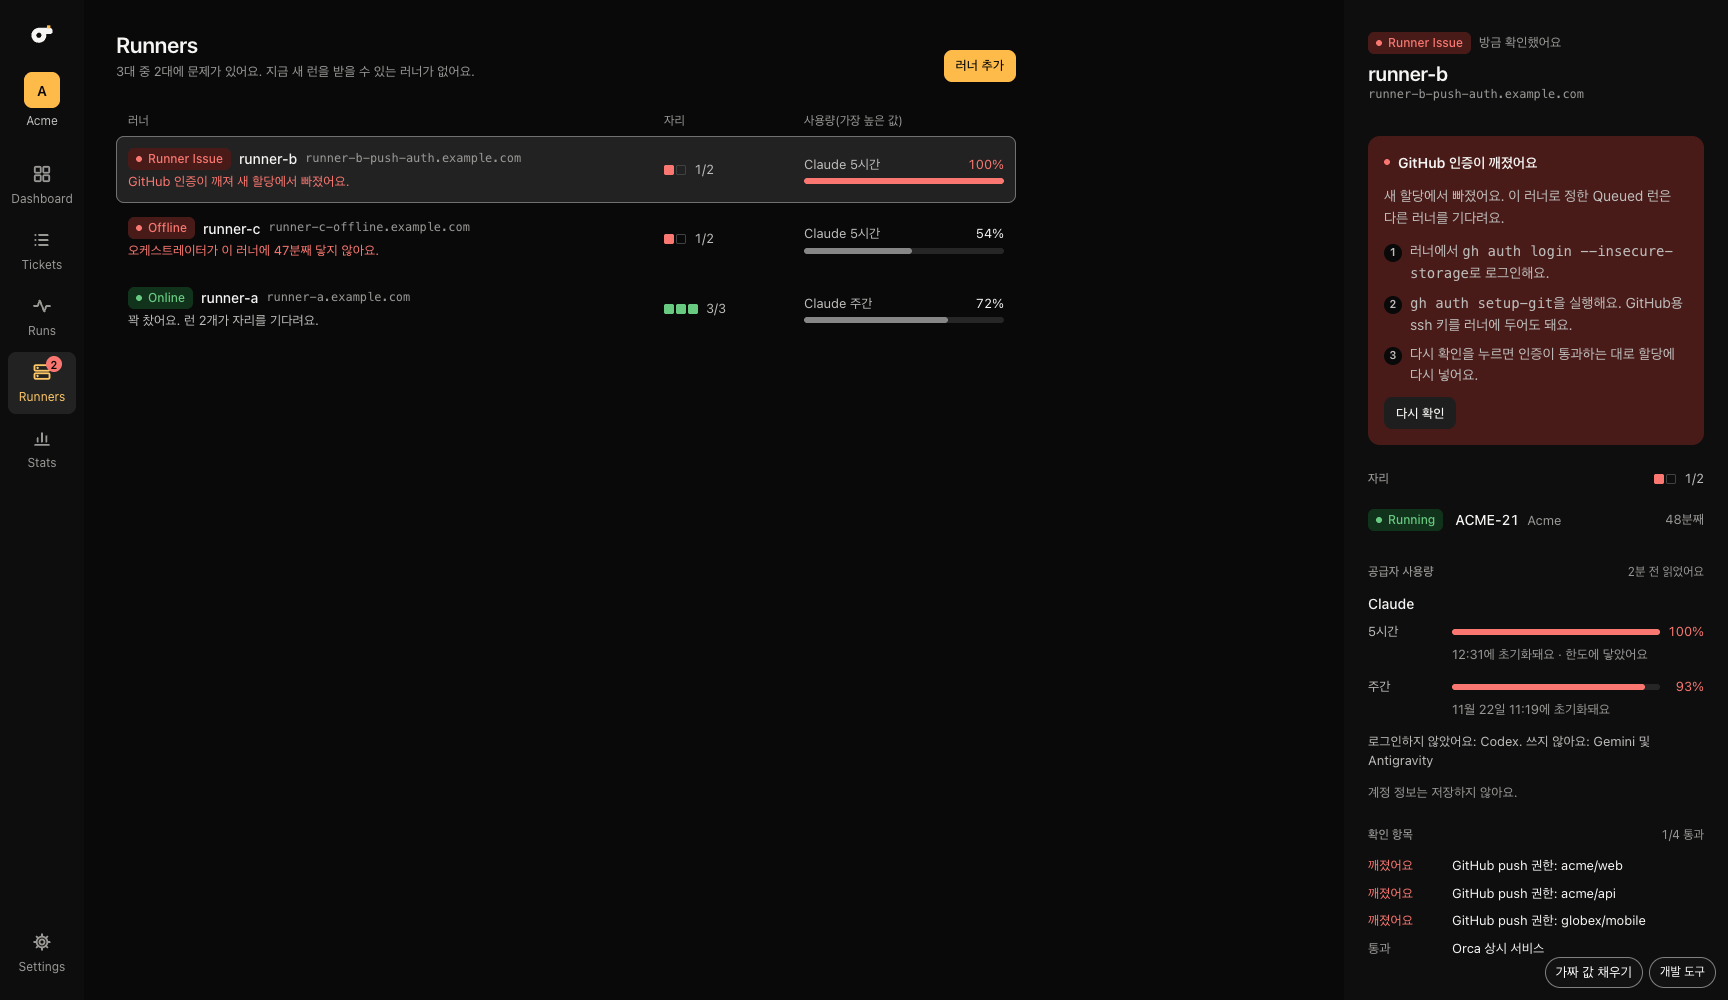 A
Acme
Dashboard
Tickets
Runs
2
Runners
Stats
Settings
Runners
3대 중 2대에 문제가 있어요. 지금 새 런을 받을 수 있는 러너가 없어요.
러너 추가
러너 자리 사용량(가장 높은 값)
Runner Issue runner-b runner-b-push-auth.example.com
GitHub 인증이 깨져 새 할당에서 빠졌어요.
1/2
Claude 5시간 100%
Offline runner-c runner-c-offline.example.com
오케스트레이터가 이 러너에 47분째 닿지 않아요.
1/2
Claude 5시간 54%
Online runner-a runner-a.example.com
꽉 찼어요. 런 2개가 자리를 기다려요.
3/3
Claude 주간 72%
Runner Issue 방금 확인했어요
runner-b
runner-b-push-auth.example.com
GitHub 인증이 깨졌어요
새 할당에서 빠졌어요. 이 러너로 정한 Queued 런은
다른 러너를 기다려요.
1 러너에서 gh auth login --insecure-
storage로 로그인해요.
2 gh auth setup-git을 실행해요. GitHub용
ssh 키를 러너에 두어도 돼요.
3 다시 확인을 누르면 인증이 통과하는 대로 할당에
다시 넣어요.
다시 확인
자리 1/2
Running ACME-21 Acme 48분째
공급자 사용량 2분 전 읽었어요
Claude
5시간 100%
12:31에 초기화돼요 · 한도에 닿았어요
주간 93%
11월 22일 11:19에 초기화돼요
로그인하지 않았어요: Codex. 쓰지 않아요: Gemini 및
Antigravity
계정 정보는 저장하지 않아요.
확인 항목 1/4 통과
깨졌어요 GitHub push 권한: acme/web
깨졌어요 GitHub push 권한: acme/api
깨졌어요 GitHub push 권한: globex/mobile
통과 Orca 상시 서비스
가짜 값 채우기 개발 도구